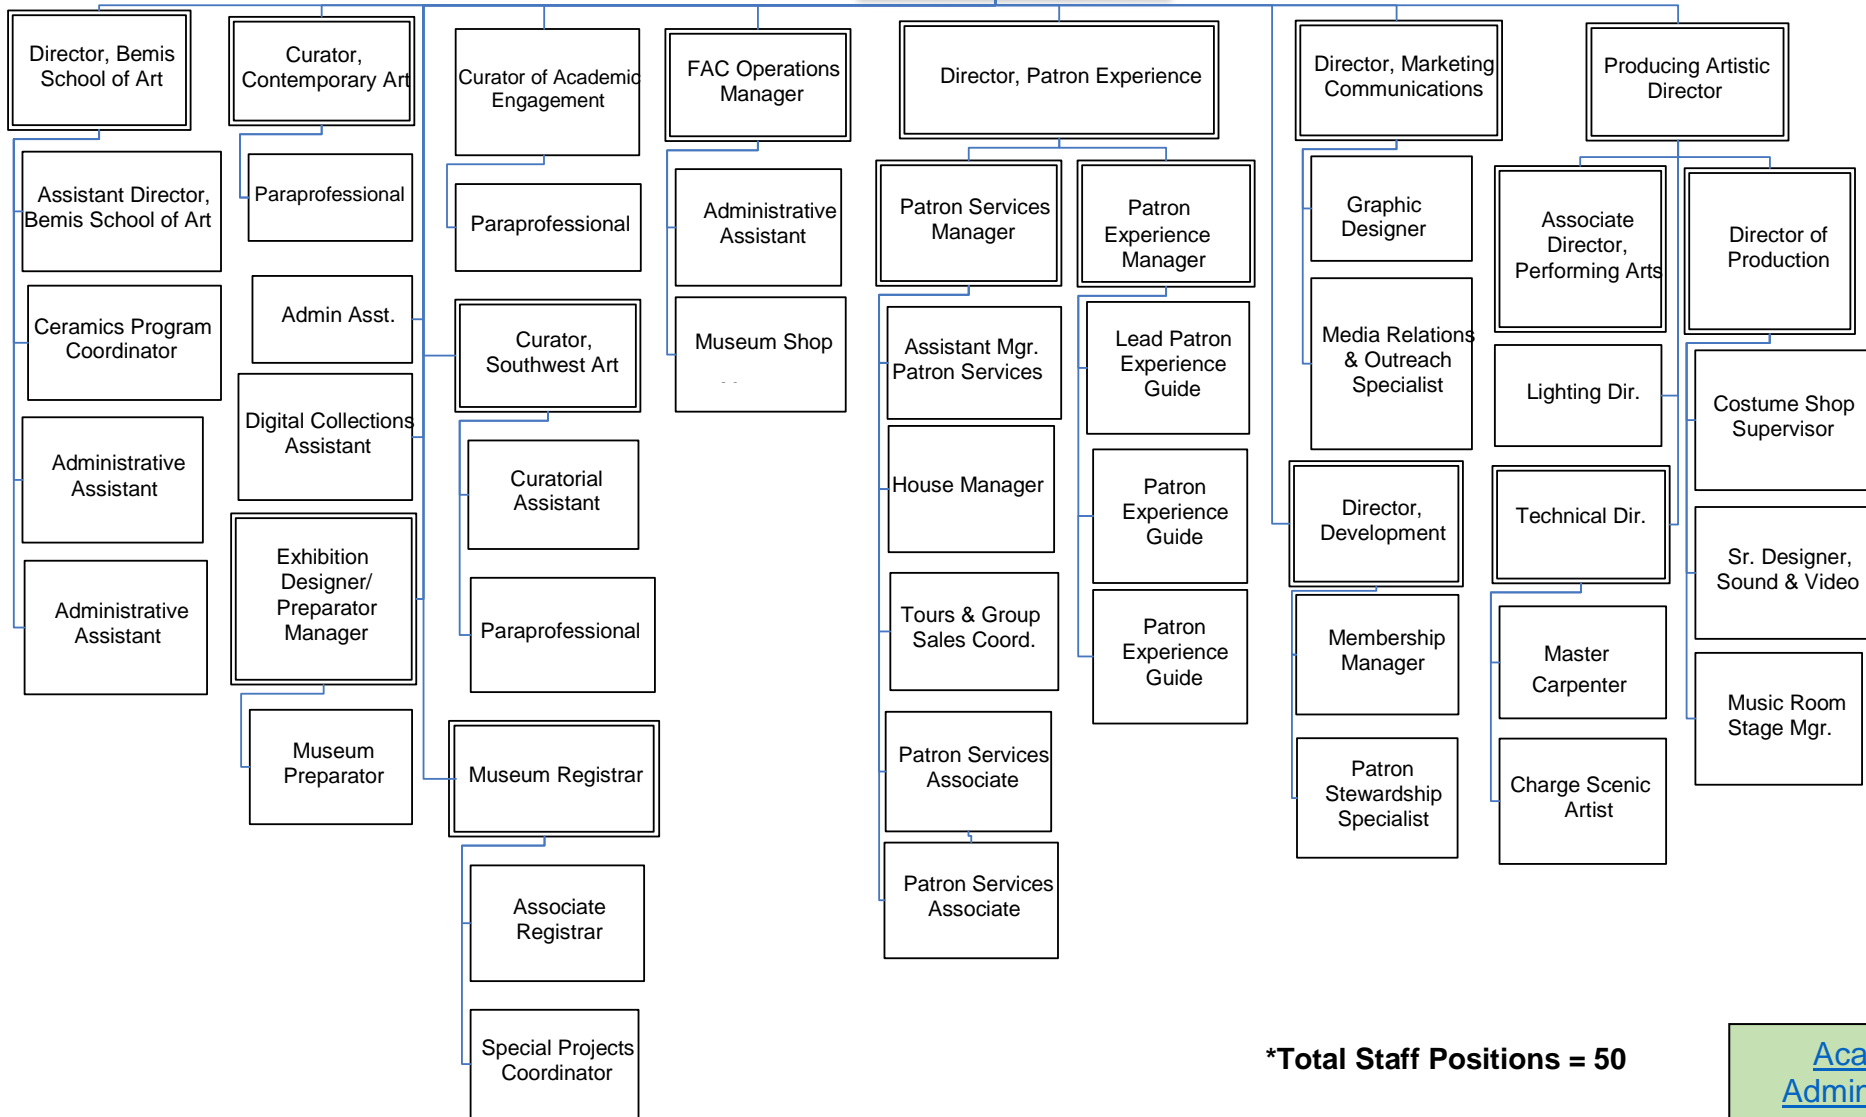 Director, Bemis
School of Art
Curator,
Contemporary Art
Curator of Academic
Engagement
FAC Operations
Manager
Director, Patron Experience
Director, Marketing
Communications
Producing Artistic
Director
Assistant Director,
Bemis School of Art
Ceramics Program
Coordinator
Administrative
Assistant
Administrative
Assistant
Paraprofessional
Admin Asst.
Digital Collections
Assistant
Exhibition
Designer/
Preparator
Manager
Museum
Preparator
Paraprofessional
Curator,
Southwest Art
Curatorial
Assistant
Paraprofessional
Museum Registrar
Associate
Registrar
Special Projects
Coordinator
Administrative
Assistant
Museum Shop
Patron Services
Manager
Assistant Mgr.
Patron Services
House Manager
Tours & Group
Sales Coord.
Patron Services
Associate
Patron Services
Associate
Patron
Experience
Manager
Lead Patron
Experience
Guide
Patron
Experience
Guide
Patron
Experience
Guide
Graphic
Designer
Media Relations
& Outreach
Specialist
Director,
Development
Membership
Manager
Patron
Stewardship
Specialist
Associate
Director,
Performing Arts
Lighting Dir.
Technical Dir.
Master
Carpenter
Charge Scenic
Artist
Director of
Production
Costume Shop
Supervisor
Sr. Designer,
Sound & Video
Music Room
Stage Mgr.
*Total Staff Positions = 50
Aca
Admin